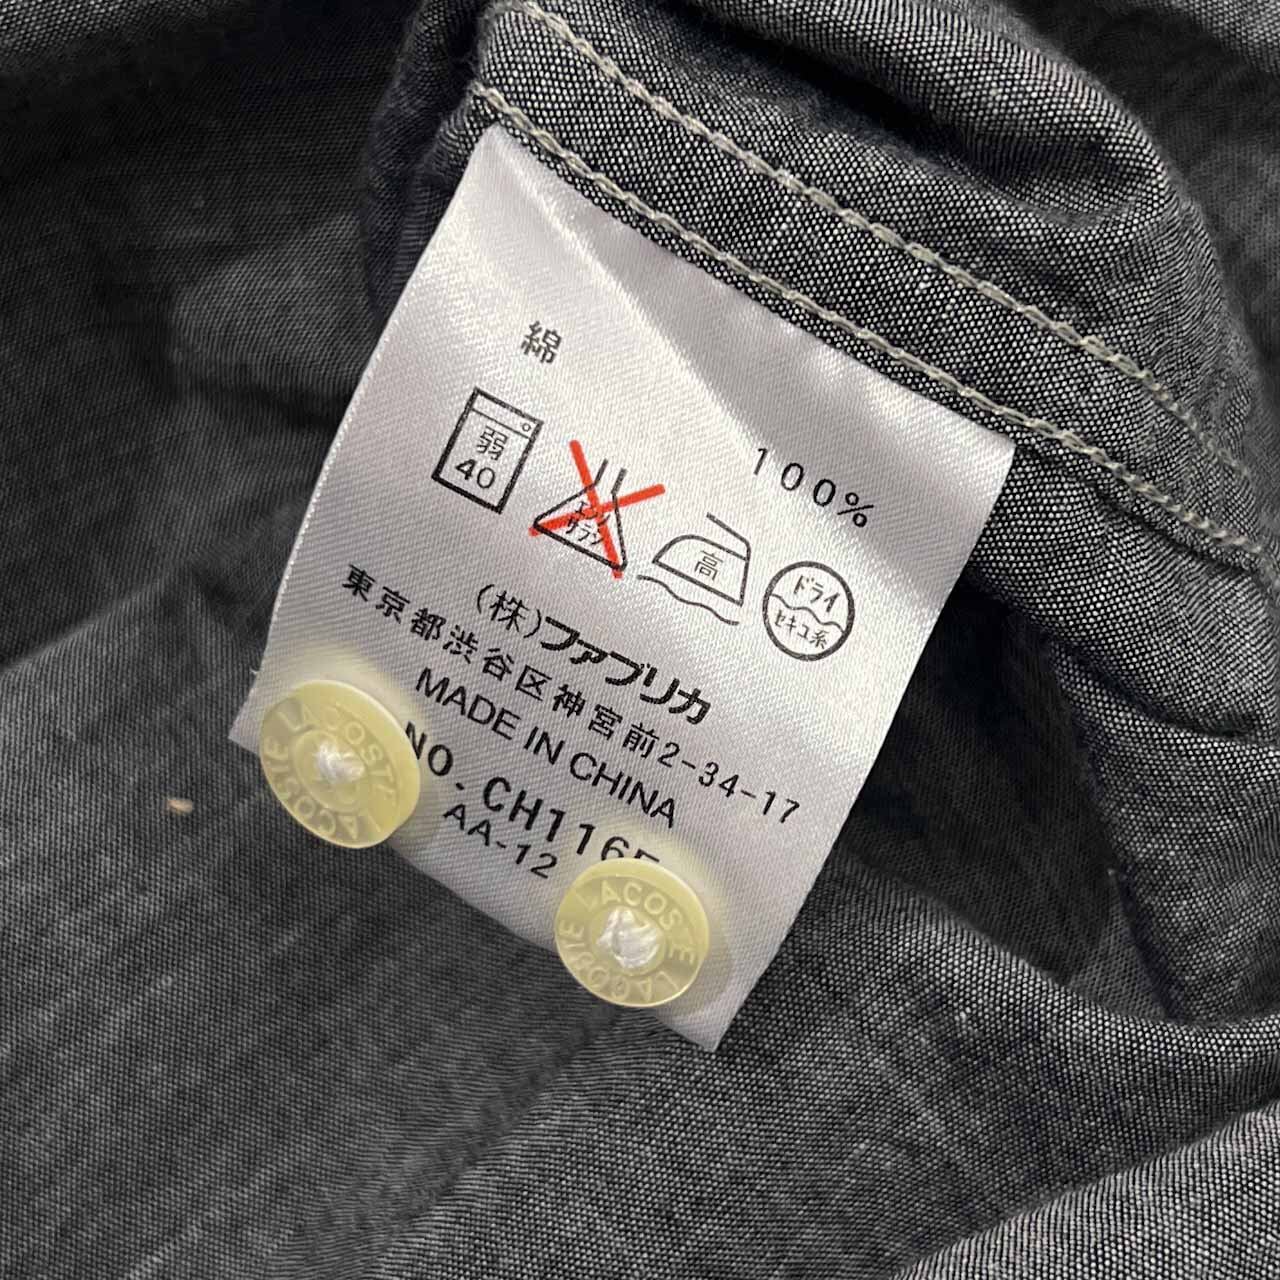 綿 100%
弱 40
エンソ
サラシ
高
ドライ
セキユ系
(株)ファブリカ
東京都渋谷区神宮前2-34-17
MADE IN CHINA
NO. CH116
AA-12
LACOSTE LACOSTE
LACOSTE LACOSTE